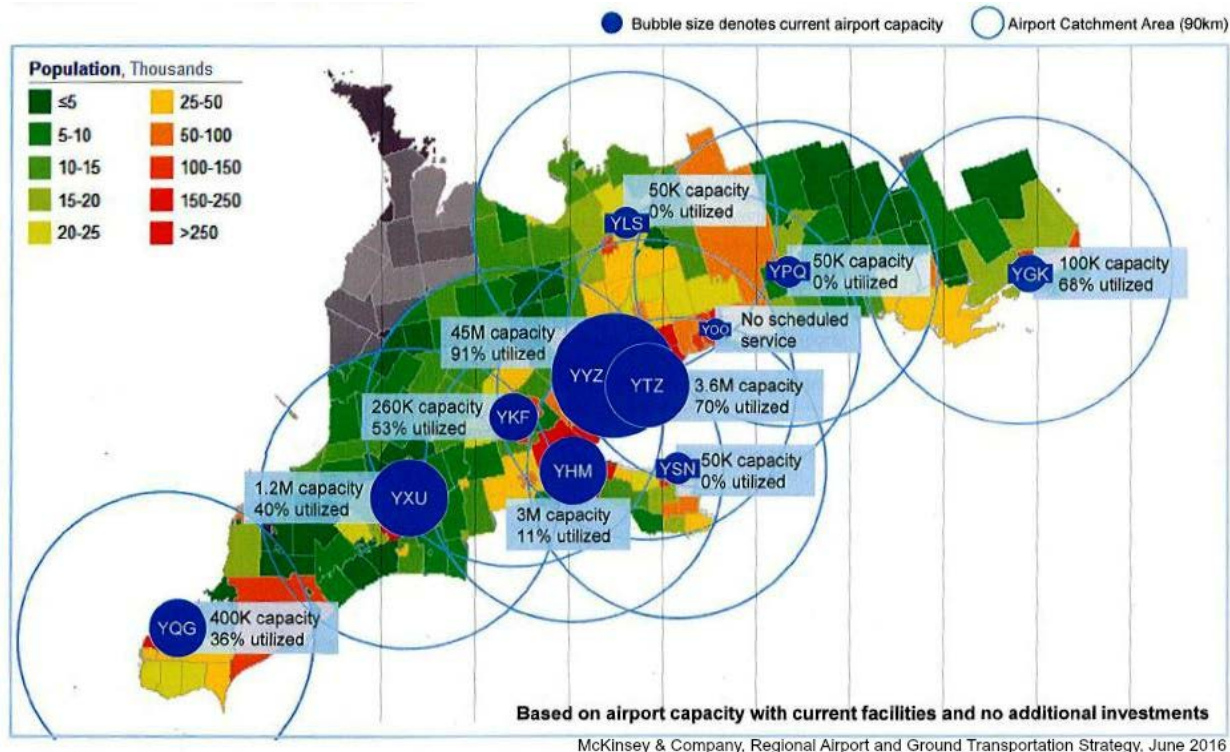 Bubble size denotes current airport capacity
Airport Catchment Area (90km)
Population, Thousands
≤5
5-10
10-15
15-20
20-25
25-50
50-100
100-150
150-250
>250
50K capacity
0% utilized
YLS
YPQ
50K capacity
0% utilized
YGK
100K capacity
68% utilized
YOO
No scheduled
service
45M capacity
91% utilized
YYZ
YTZ
3.6M capacity
70% utilized
260K capacity
53% utilized
YKF
YHM
3M capacity
11% utilized
YSN
50K capacity
0% utilized
1.2M capacity
40% utilized
YXU
YQG
400K capacity
36% utilized
Based on airport capacity with current facilities and no additional investments
McKinsey & Company, Regional Airport and Ground Transportation Strategy, June 2016